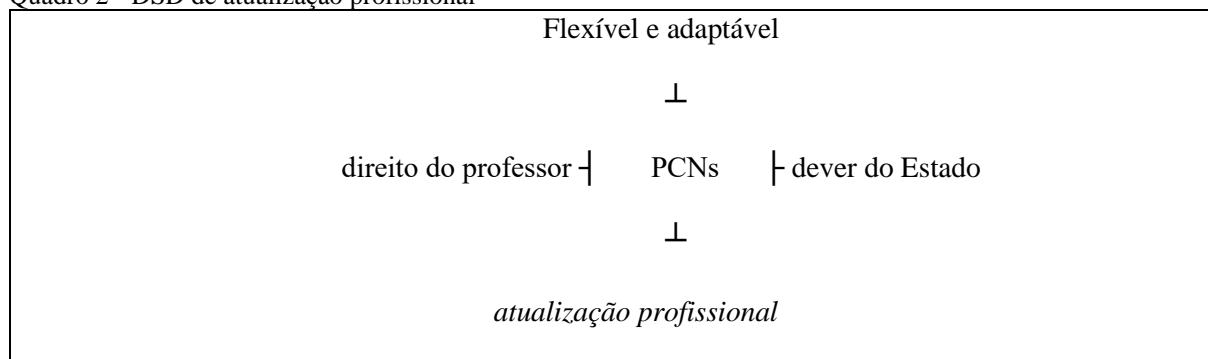 Quadro 2 - DSD de atualização profissional
Flexível e adaptável
┴
direito do professor ┤ PCNs ├ dever do Estado
┴
atualização profissional